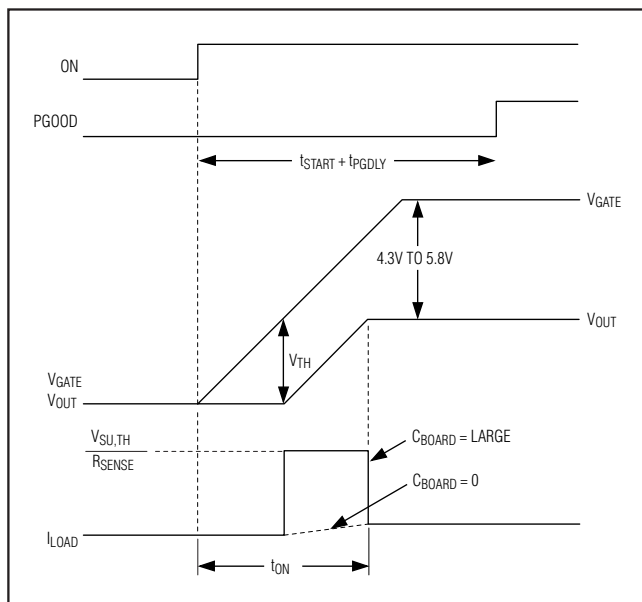 ON
PGOOD
tSTART + tPGDLY
VGATE
4.3V TO 5.8V
VOUT
VTH
VGATE
VOUT
VSU,TH
RSENSE
CBOARD = LARGE
CBOARD = 0
ILOAD
tON